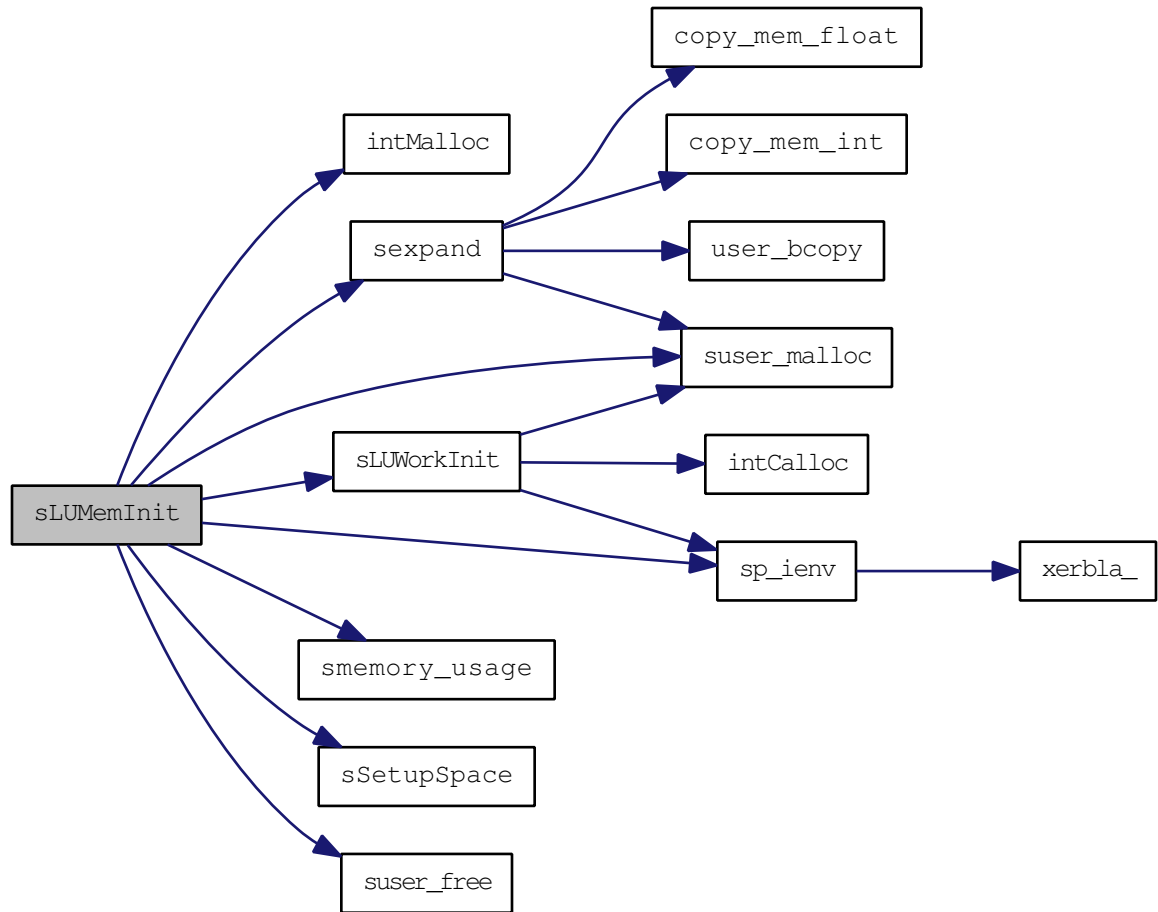 copy_mem_float
intMalloc
copy_mem_int
sexpand
user_bcopy
suser_malloc
sLUWorkInit
intCalloc
sLUMemInit
sp_ienv
xerbla_
smemory_usage
sSetupSpace
suser_free